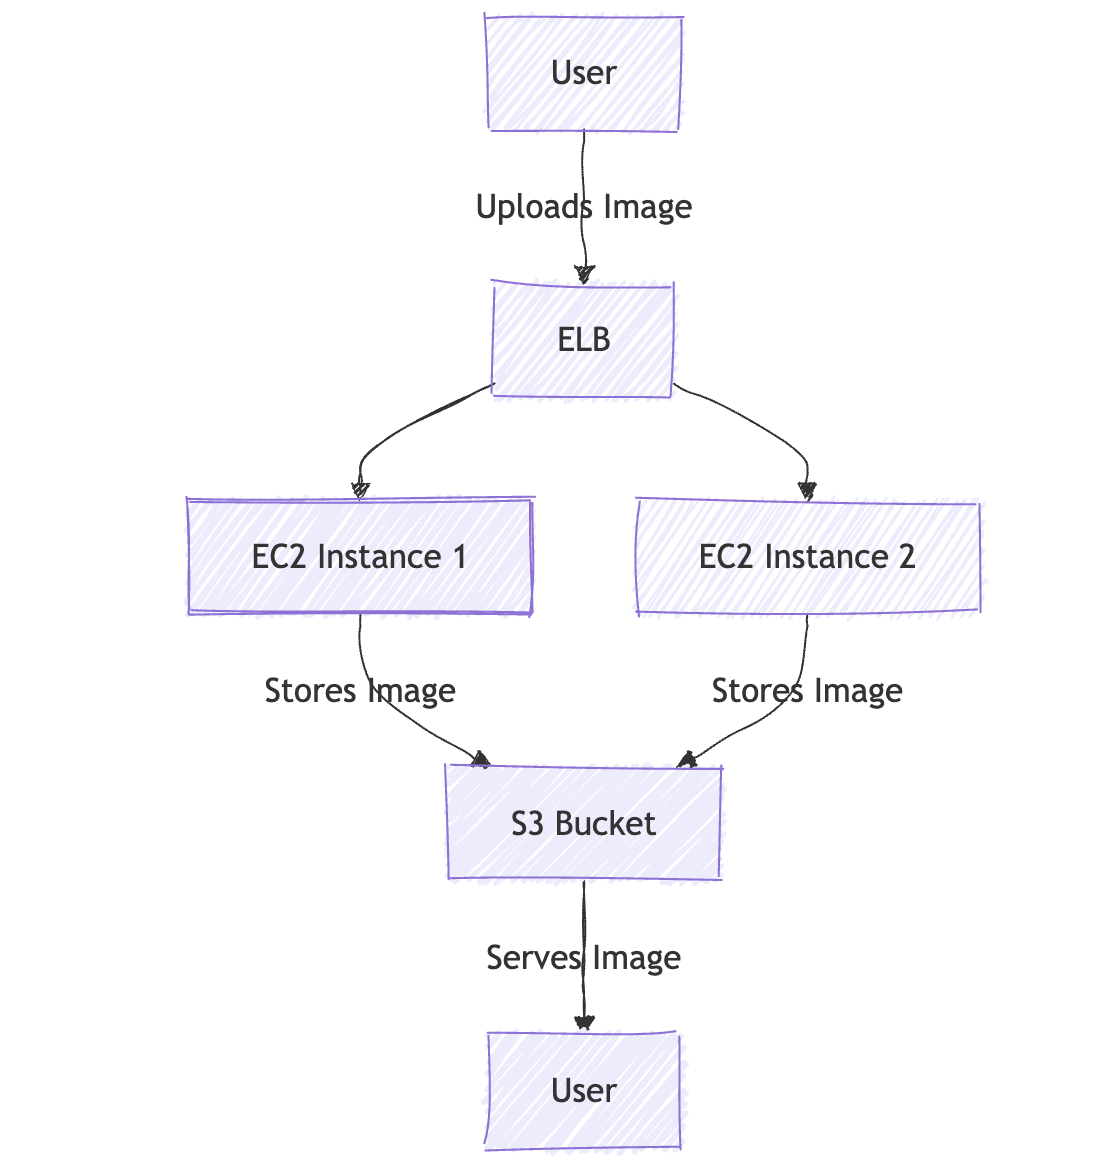 User
Uploads Image
ELB
EC2 Instance 1
EC2 Instance 2
Stores Image
Stores Image
S3 Bucket
Serves Image
User